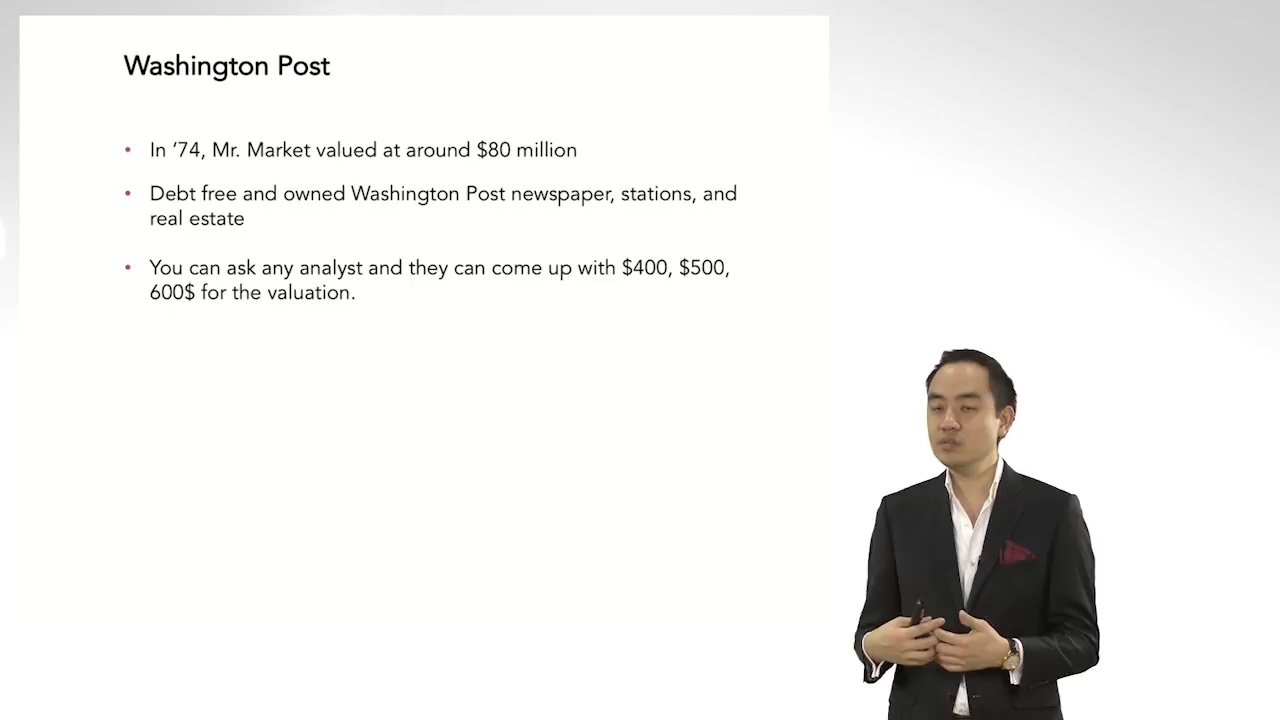 Washington Post
• In ‘74, Mr. Market valued at around $80 million
• Debt free and owned Washington Post newspaper, stations, and
real estate
• You can ask any analyst and they can come up with $400, $500,
600$ for the valuation.